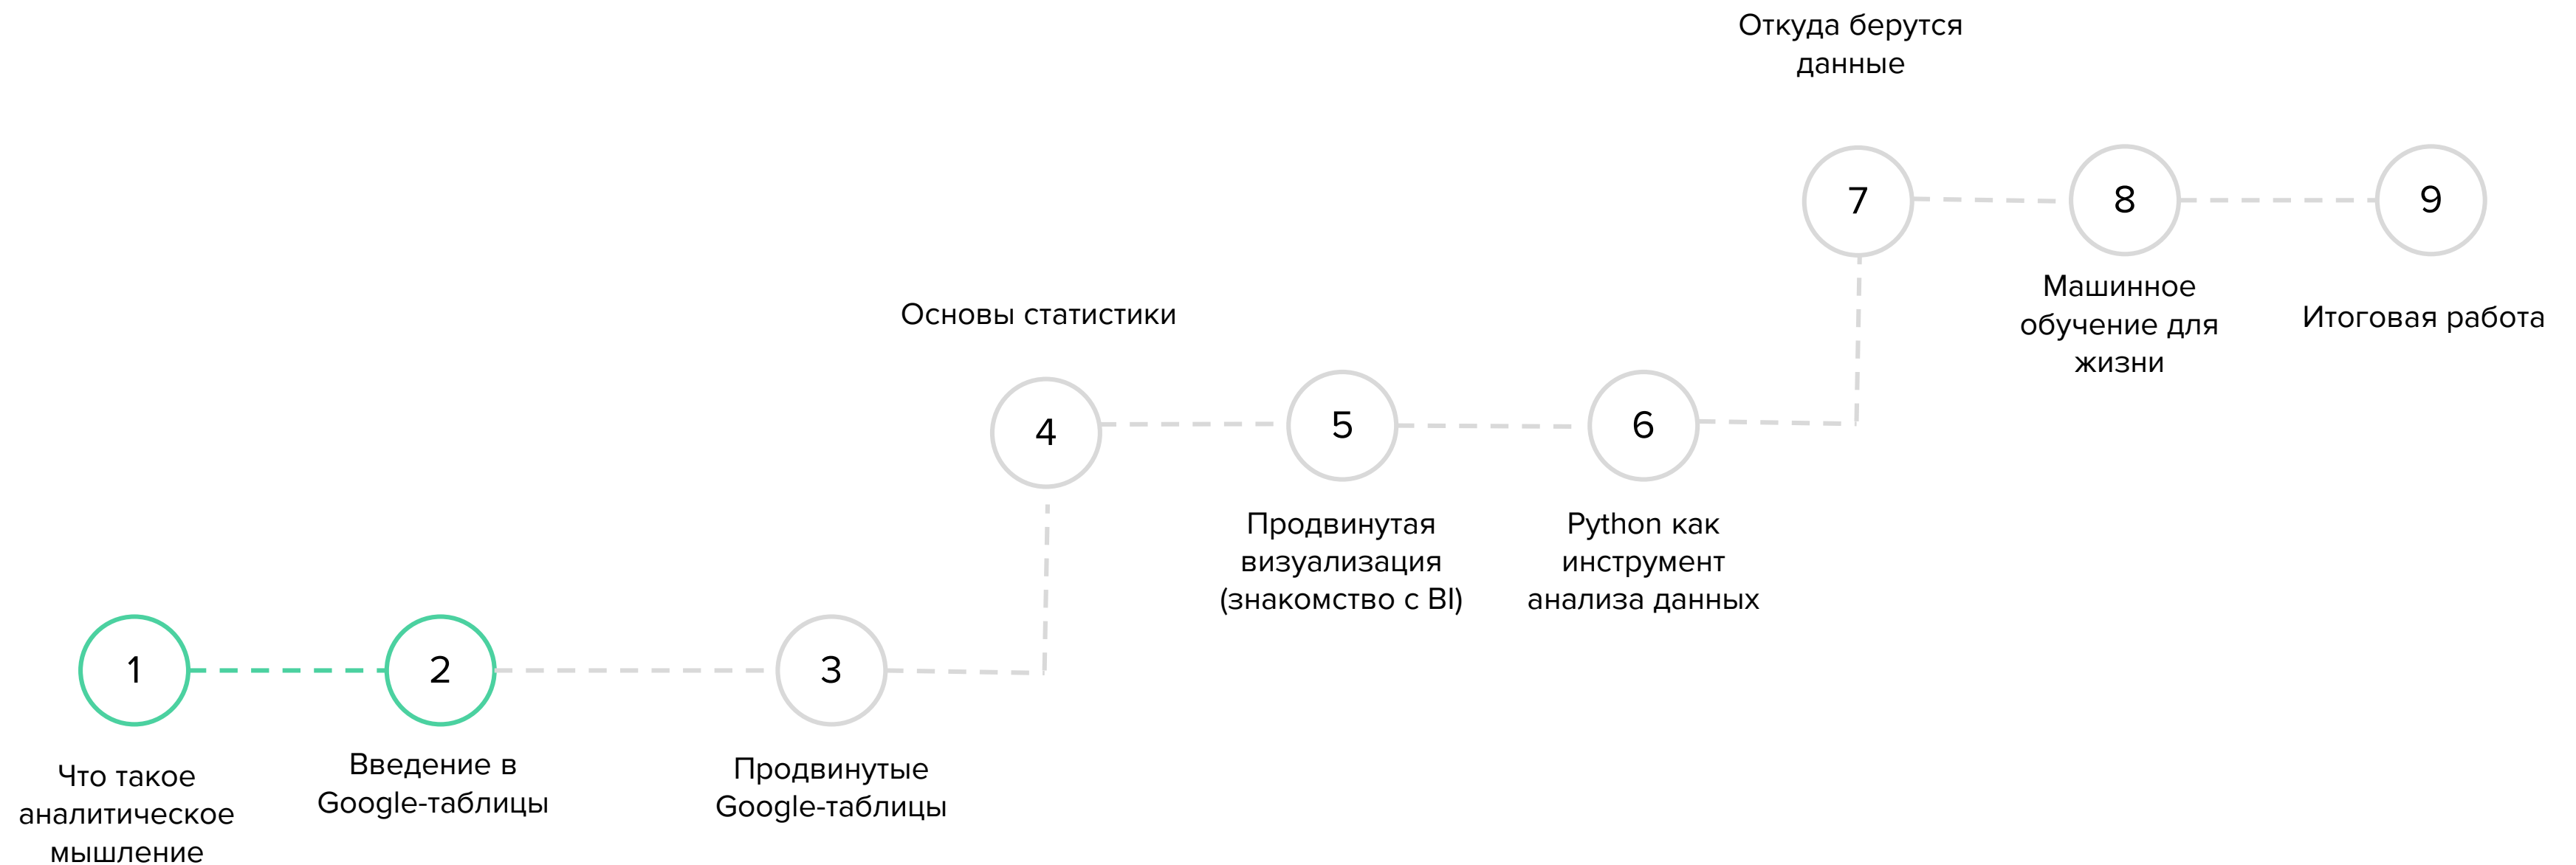 1
Что такое
аналитическое
мышление
2
Введение в
Google-таблицы
3
Продвинутые
Google-таблицы
Основы статистики
4
5
Продвинутая
визуализация
(знакомство с BI)
6
Python как
инструмент
анализа данных
Откуда берутся
данные
7
8
Машинное
обучение для
жизни
9
Итоговая работа